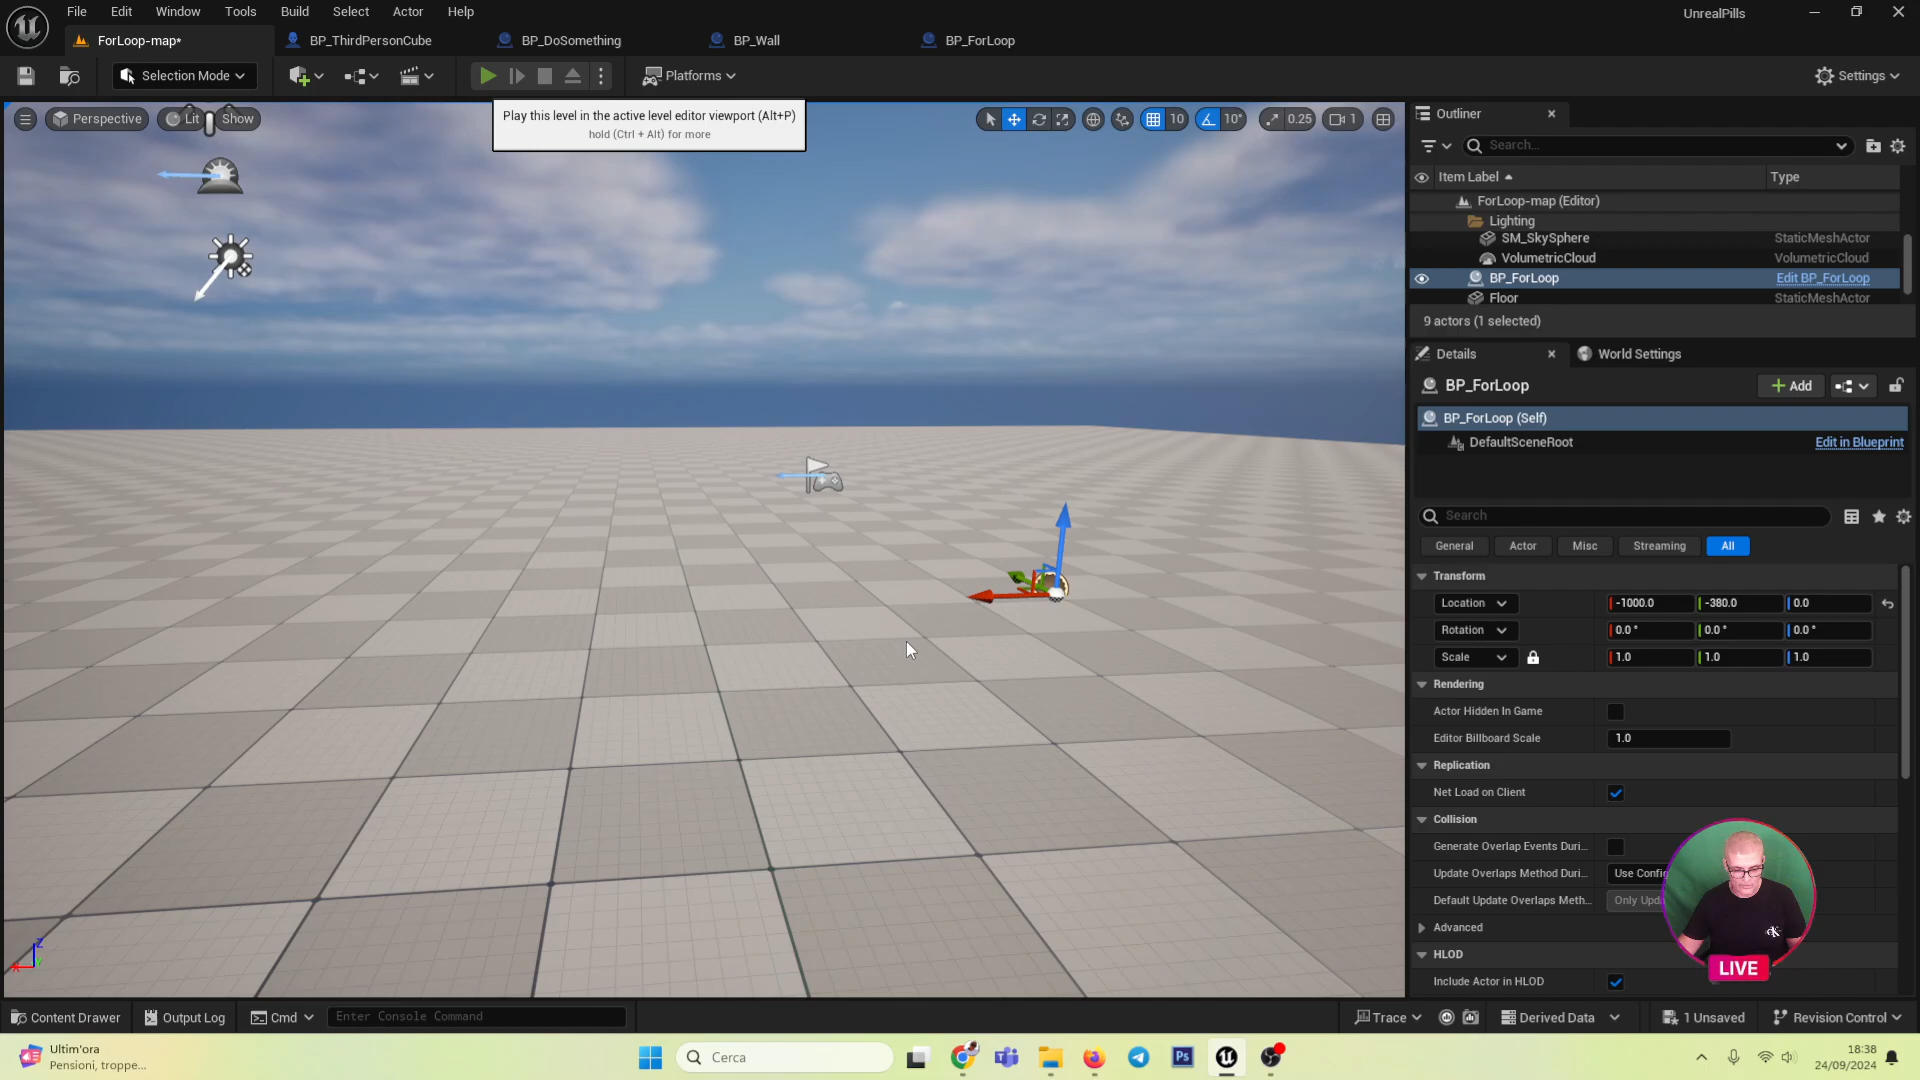 File Edit Window Tools Build Select Actor Help
UnrealPills
ForLoop-map* BP_ThirdPersonCube BP_DoSomething BP_Wall BP_ForLoop
Selection Mode Platforms Settings
Perspective Lit Show
Play this level in the active level editor viewport (Alt+P)
hold (Ctrl + Alt) for more
10 10° 0.25 1
Outliner
Search...
Item Label Type
ForLoop-map (Editor)
Lighting
SM_SkySphere StaticMeshActor
VolumetricCloud VolumetricCloud
BP_ForLoop Edit BP_ForLoop
Floor StaticMeshActor
9 actors (1 selected)
Details World Settings
BP_ForLoop Add
BP_ForLoop (Self)
DefaultSceneRoot Edit in Blueprint
Search
General Actor Misc Streaming All
Transform
Location -1000.0 -380.0 0.0
Rotation 0.0° 0.0° 0.0°
Scale 1.0 1.0 1.0
Rendering
Actor Hidden In Game
Editor Billboard Scale 1.0
Replication
Net Load on Client
Collision
Generate Overlap Events Duri...
Update Overlaps Method Duri... Use Config
Default Update Overlaps Meth... Only Upd
Advanced
HLOD
LIVE
Include Actor in HLOD
Z
X
Content Drawer Output Log Cmd Enter Console Command Trace Derived Data 1 Unsaved Revision Control
Ultim'ora
Pensioni, troppe...
Cerca
Ps
18:38
24/09/2024